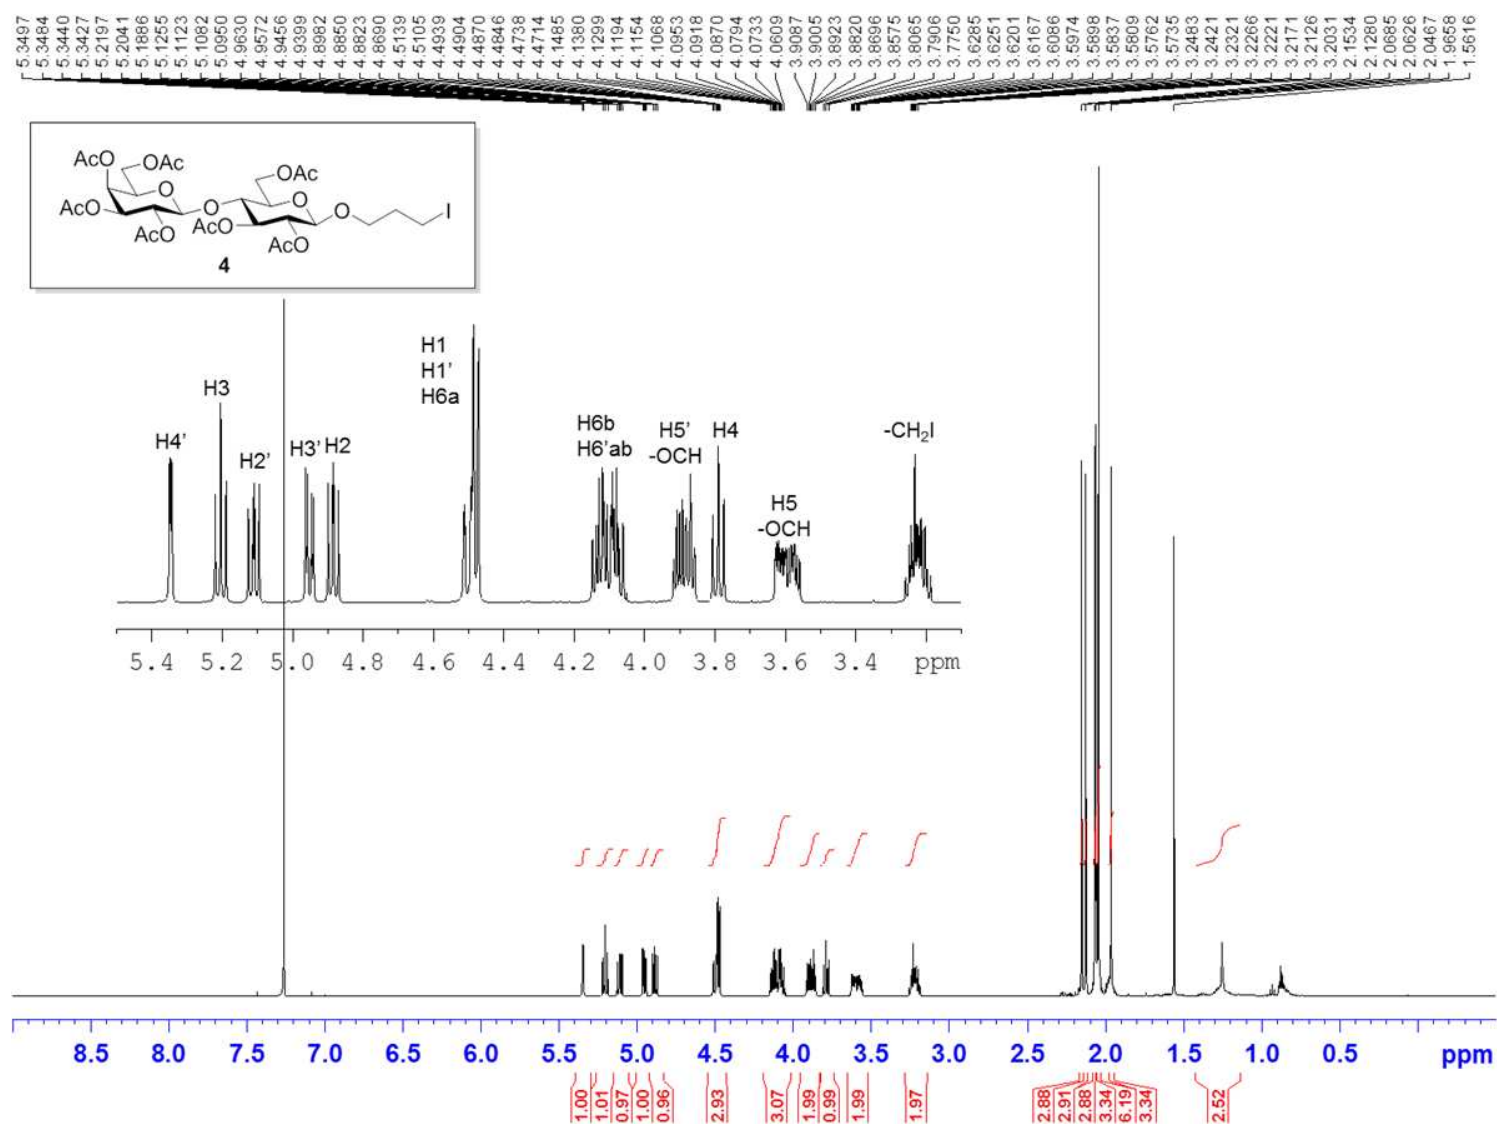 5.3497 5.3484 5.3440 5.3427 5.2197 5.2041 5.1886 5.1255 5.1123 5.1082 5.0950 4.9630 4.9572 4.9456 4.9399 4.8982 4.8850 4.8823 4.8690 4.5139 4.5105 4.4939 4.4904 4.4870 4.4846 4.4738 4.4714 4.1485 4.1380 4.1299 4.1194 4.1154 4.1068 4.0953 4.0918 4.0870 4.0794 4.0733 4.0609 3.9087 3.9005 3.8923 3.8820 3.8696 3.8575 3.8065 3.7906 3.7750 3.6285 3.6251 3.6201 3.6167 3.6086 3.5974 3.5898 3.5837 3.5809 3.5762 3.5735 3.2483 3.2421 3.2321 3.2266 3.2221 3.2171 3.2126 3.2031 2.1534 2.1280 2.0685 2.0626 2.0467 1.9658 1.5616
AcO OAc
OAc
O
O
AcO
O
O
I
AcO
AcO
AcO
4
H4'
H3
H2'
H3' H2
H1
H1'
H6a
H6b
H6'ab
H5'
-OCH
H4
H5
-OCH
-CH2I
5.4 5.2 5.0 4.8 4.6 4.4 4.2 4.0 3.8 3.6 3.4 ppm
8.5 8.0 7.5 7.0 6.5 6.0 5.5 5.0 4.5 4.0 3.5 3.0 2.5 2.0 1.5 1.0 0.5 ppm
1.00 1.01 0.97 1.00 0.96 2.93 3.07 1.99 0.99 1.99 1.97 2.88 2.91 2.88 3.34 6.19 3.34 2.52